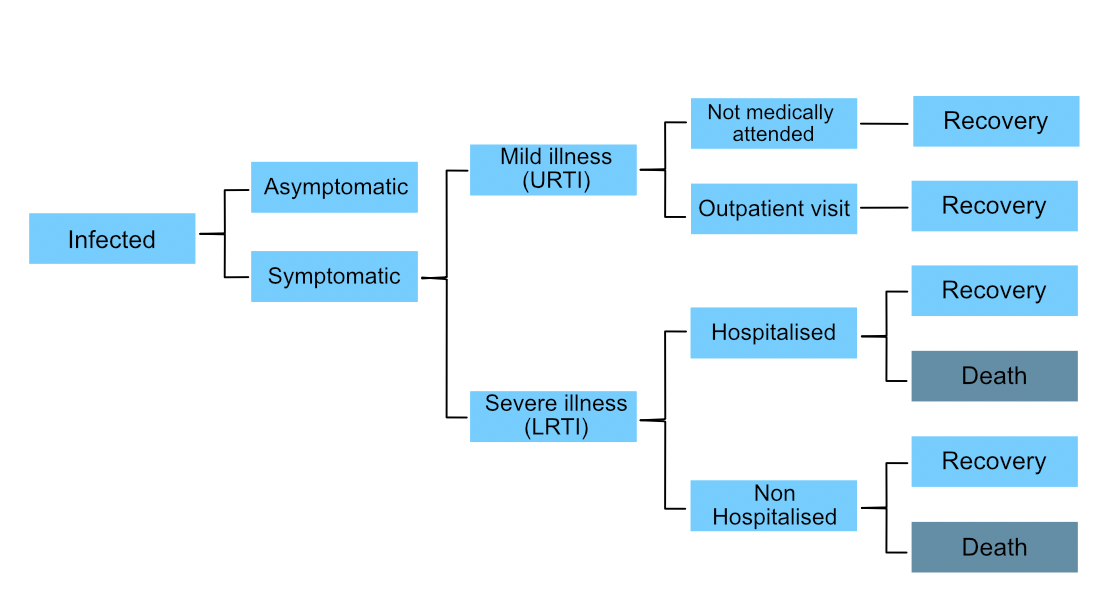 Infected
Asymptomatic
Symptomatic
Mild illness
(URTI)
Severe illness
(LRTI)
Not medically
attended
Outpatient visit
Hospitalised
Non
Hospitalised
Recovery
Recovery
Recovery
Death
Recovery
Death